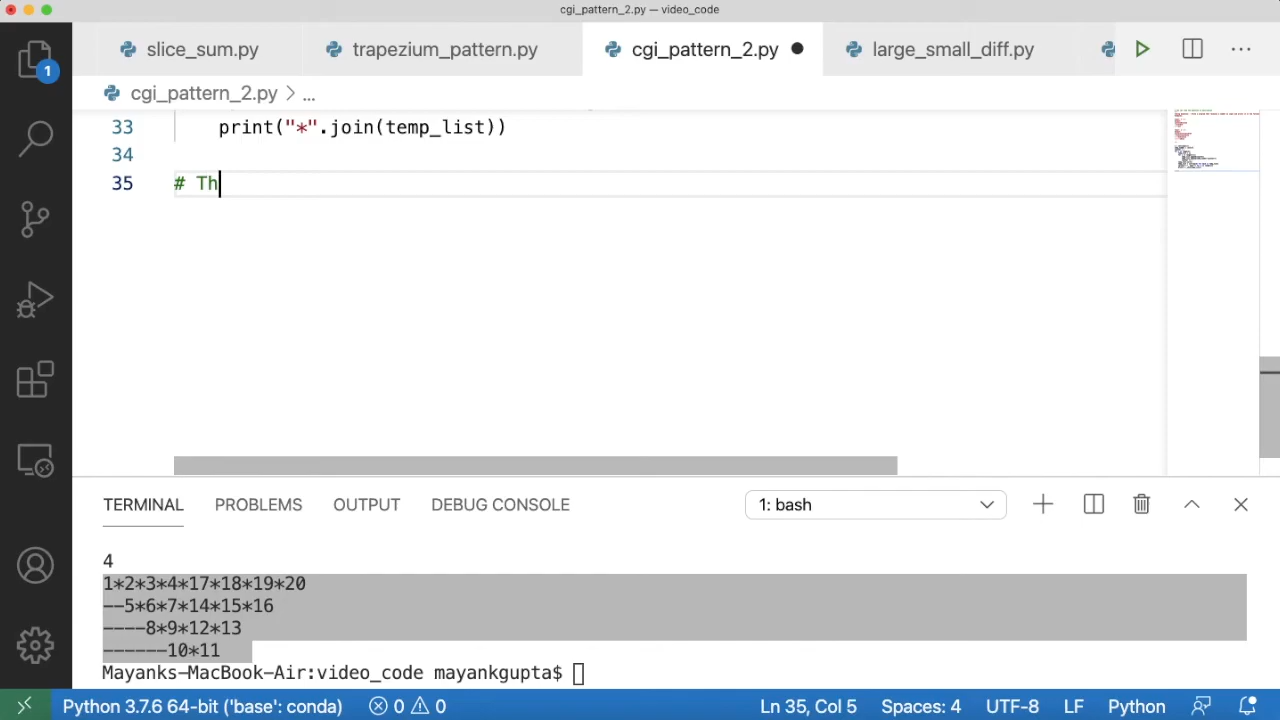 cgi_pattern_2.py — video_code
slice_sum.py trapezium_pattern.py cgi_pattern_2.py large_small_diff.py
1
cgi_pattern_2.py > ...
33 print("*".join(temp_list))
34
35 # Th
TERMINAL PROBLEMS OUTPUT DEBUG CONSOLE 1: bash
4
1*2*3*4*17*18*19*20
--5*6*7*14*15*16
----8*9*12*13
------10*11
Mayanks-MacBook-Air:video_code mayankgupta$
Python 3.7.6 64-bit ('base': conda) 0 0 Ln 35, Col 5 Spaces: 4 UTF-8 LF Python